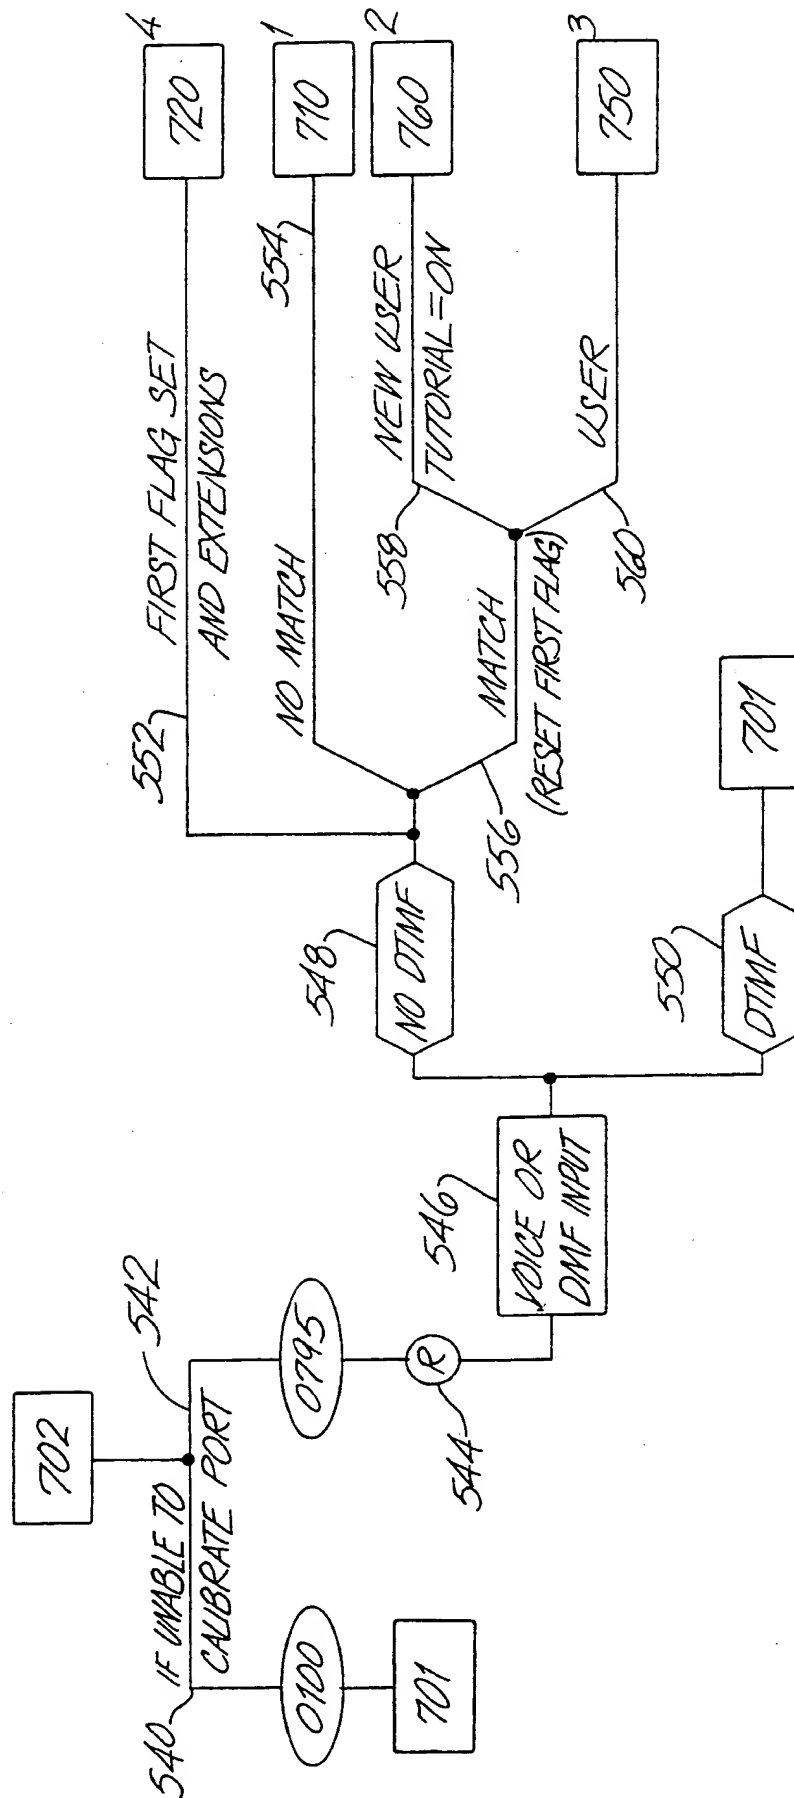 702
540
IF UNABLE TO
CALIBRATE PORT
542
0100
701
0795
R
544
546
VOICE OR
DMF INPUT
548
NO DTMF
550
DTMF
701
552
FIRST FLAG SET
AND EXTENSIONS
720
4
NO MATCH
554
710
1
556
MATCH
(RESET FIRST FLAG)
558
NEW USER
TUTORIAL=ON
760
2
560
USER
750
3